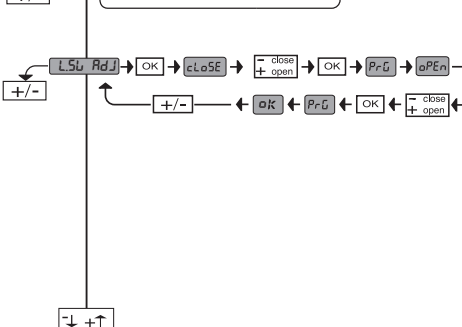 L.SU AdJ OK cLoSE - close + open OK PrG oPEn
+/-
+/- ok PrG OK - close + open
- +